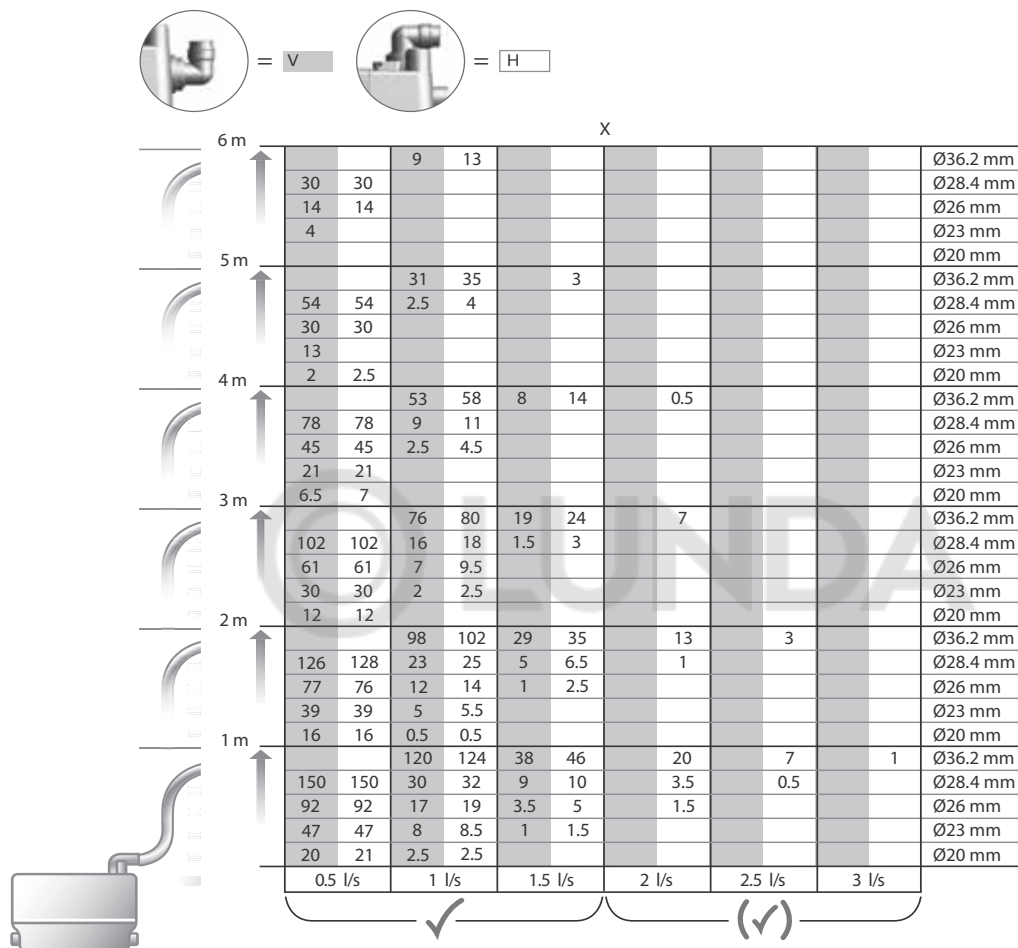 = V = H
X
6 m
9 13 Ø36.2 mm
30 30 Ø28.4 mm
14 14 Ø26 mm
4 Ø23 mm
Ø20 mm
5 m
31 35 3 Ø36.2 mm
54 54 2.5 4 Ø28.4 mm
30 30 Ø26 mm
13 Ø23 mm
2 2.5 Ø20 mm
4 m
53 58 8 14 0.5 Ø36.2 mm
78 78 9 11 Ø28.4 mm
45 45 2.5 4.5 Ø26 mm
21 21 Ø23 mm
6.5 7 Ø20 mm
3 m
76 80 19 24 7 Ø36.2 mm
102 102 16 18 1.5 3 Ø28.4 mm
61 61 7 9.5 Ø26 mm
30 30 2 2.5 Ø23 mm
12 12 Ø20 mm
LUNDA
2 m
98 102 29 35 13 3 Ø36.2 mm
126 128 23 25 5 6.5 1 Ø28.4 mm
77 76 12 14 1 2.5 Ø26 mm
39 39 5 5.5 Ø23 mm
16 16 0.5 0.5 Ø20 mm
1 m
120 124 38 46 20 7 1 Ø36.2 mm
150 150 30 32 9 10 3.5 0.5 Ø28.4 mm
92 92 17 19 3.5 5 1.5 Ø26 mm
47 47 8 8.5 1 1.5 Ø23 mm
20 21 2.5 2.5 Ø20 mm
0.5 l/s 1 l/s 1.5 l/s 2 l/s 2.5 l/s 3 l/s
✓ (✓)